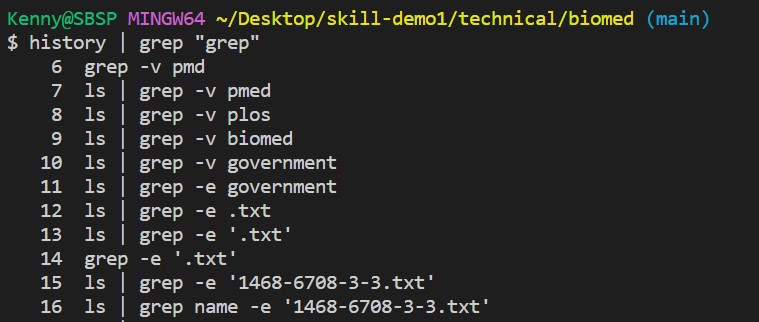 Kenny@SBSP MINGW64 ~/Desktop/skill-demo1/technical/biomed (main)
$ history | grep "grep"
    6  grep -v pmd
    7  ls | grep -v pmed
    8  ls | grep -v plos
    9  ls | grep -v biomed
   10  ls | grep -v government
   11  ls | grep -e government
   12  ls | grep -e .txt
   13  ls | grep -e '.txt'
   14  grep -e '.txt'
   15  ls | grep -e '1468-6708-3-3.txt'
   16  ls | grep name -e '1468-6708-3-3.txt'